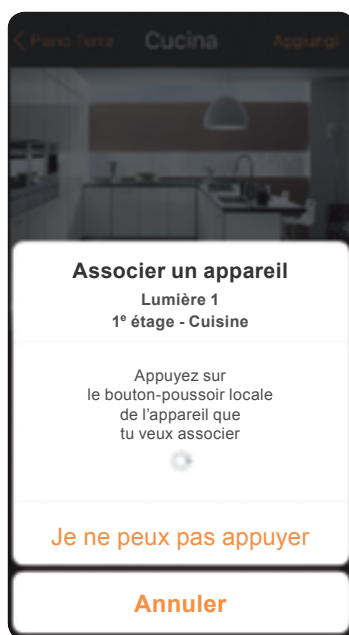 < Piano Terra Cucina Aggiungi
Associer un appareil
Lumière 1
1e étage - Cuisine
Appuyez sur
le bouton-poussoir locale
de l'appareil que
tu veux associer
Je ne peux pas appuyer
Annuler